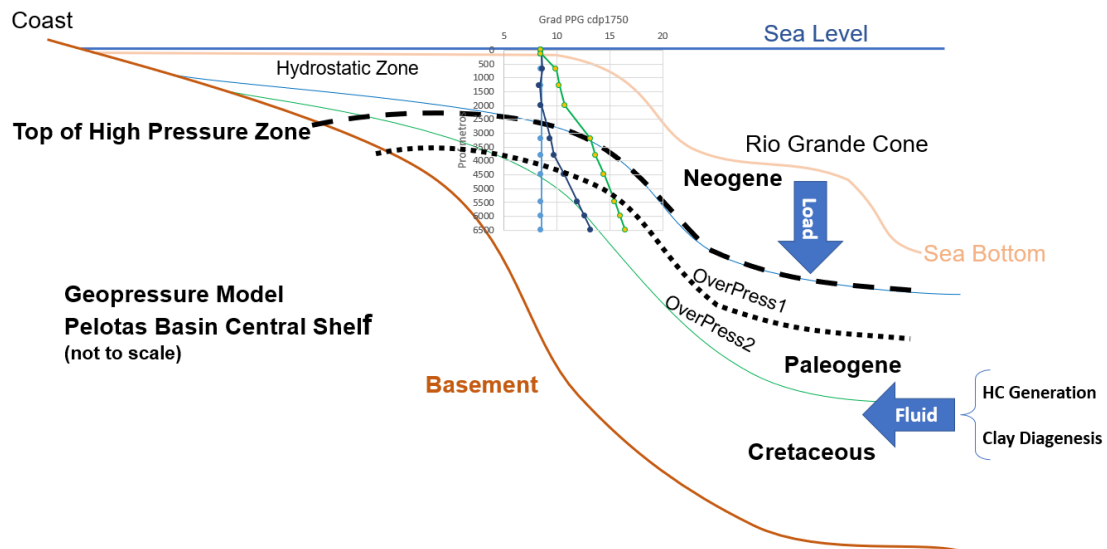 Coast
Grad PPG cdp1750
5 10 15 20
Sea Level
0
500
1000
1500
2000
2500
3000
3500
4000
4500
5000
5500
6000
6500
Hydrostatic Zone
Top of High Pressure Zone
Rio Grande Cone
Neogene
Load
Sea Bottom
OverPress1
OverPress2
Geopressure Model
Pelotas Basin Central Shelf
(not to scale)
Paleogene
Basement
HC Generation
Fluid
Clay Diagenesis
Cretaceous